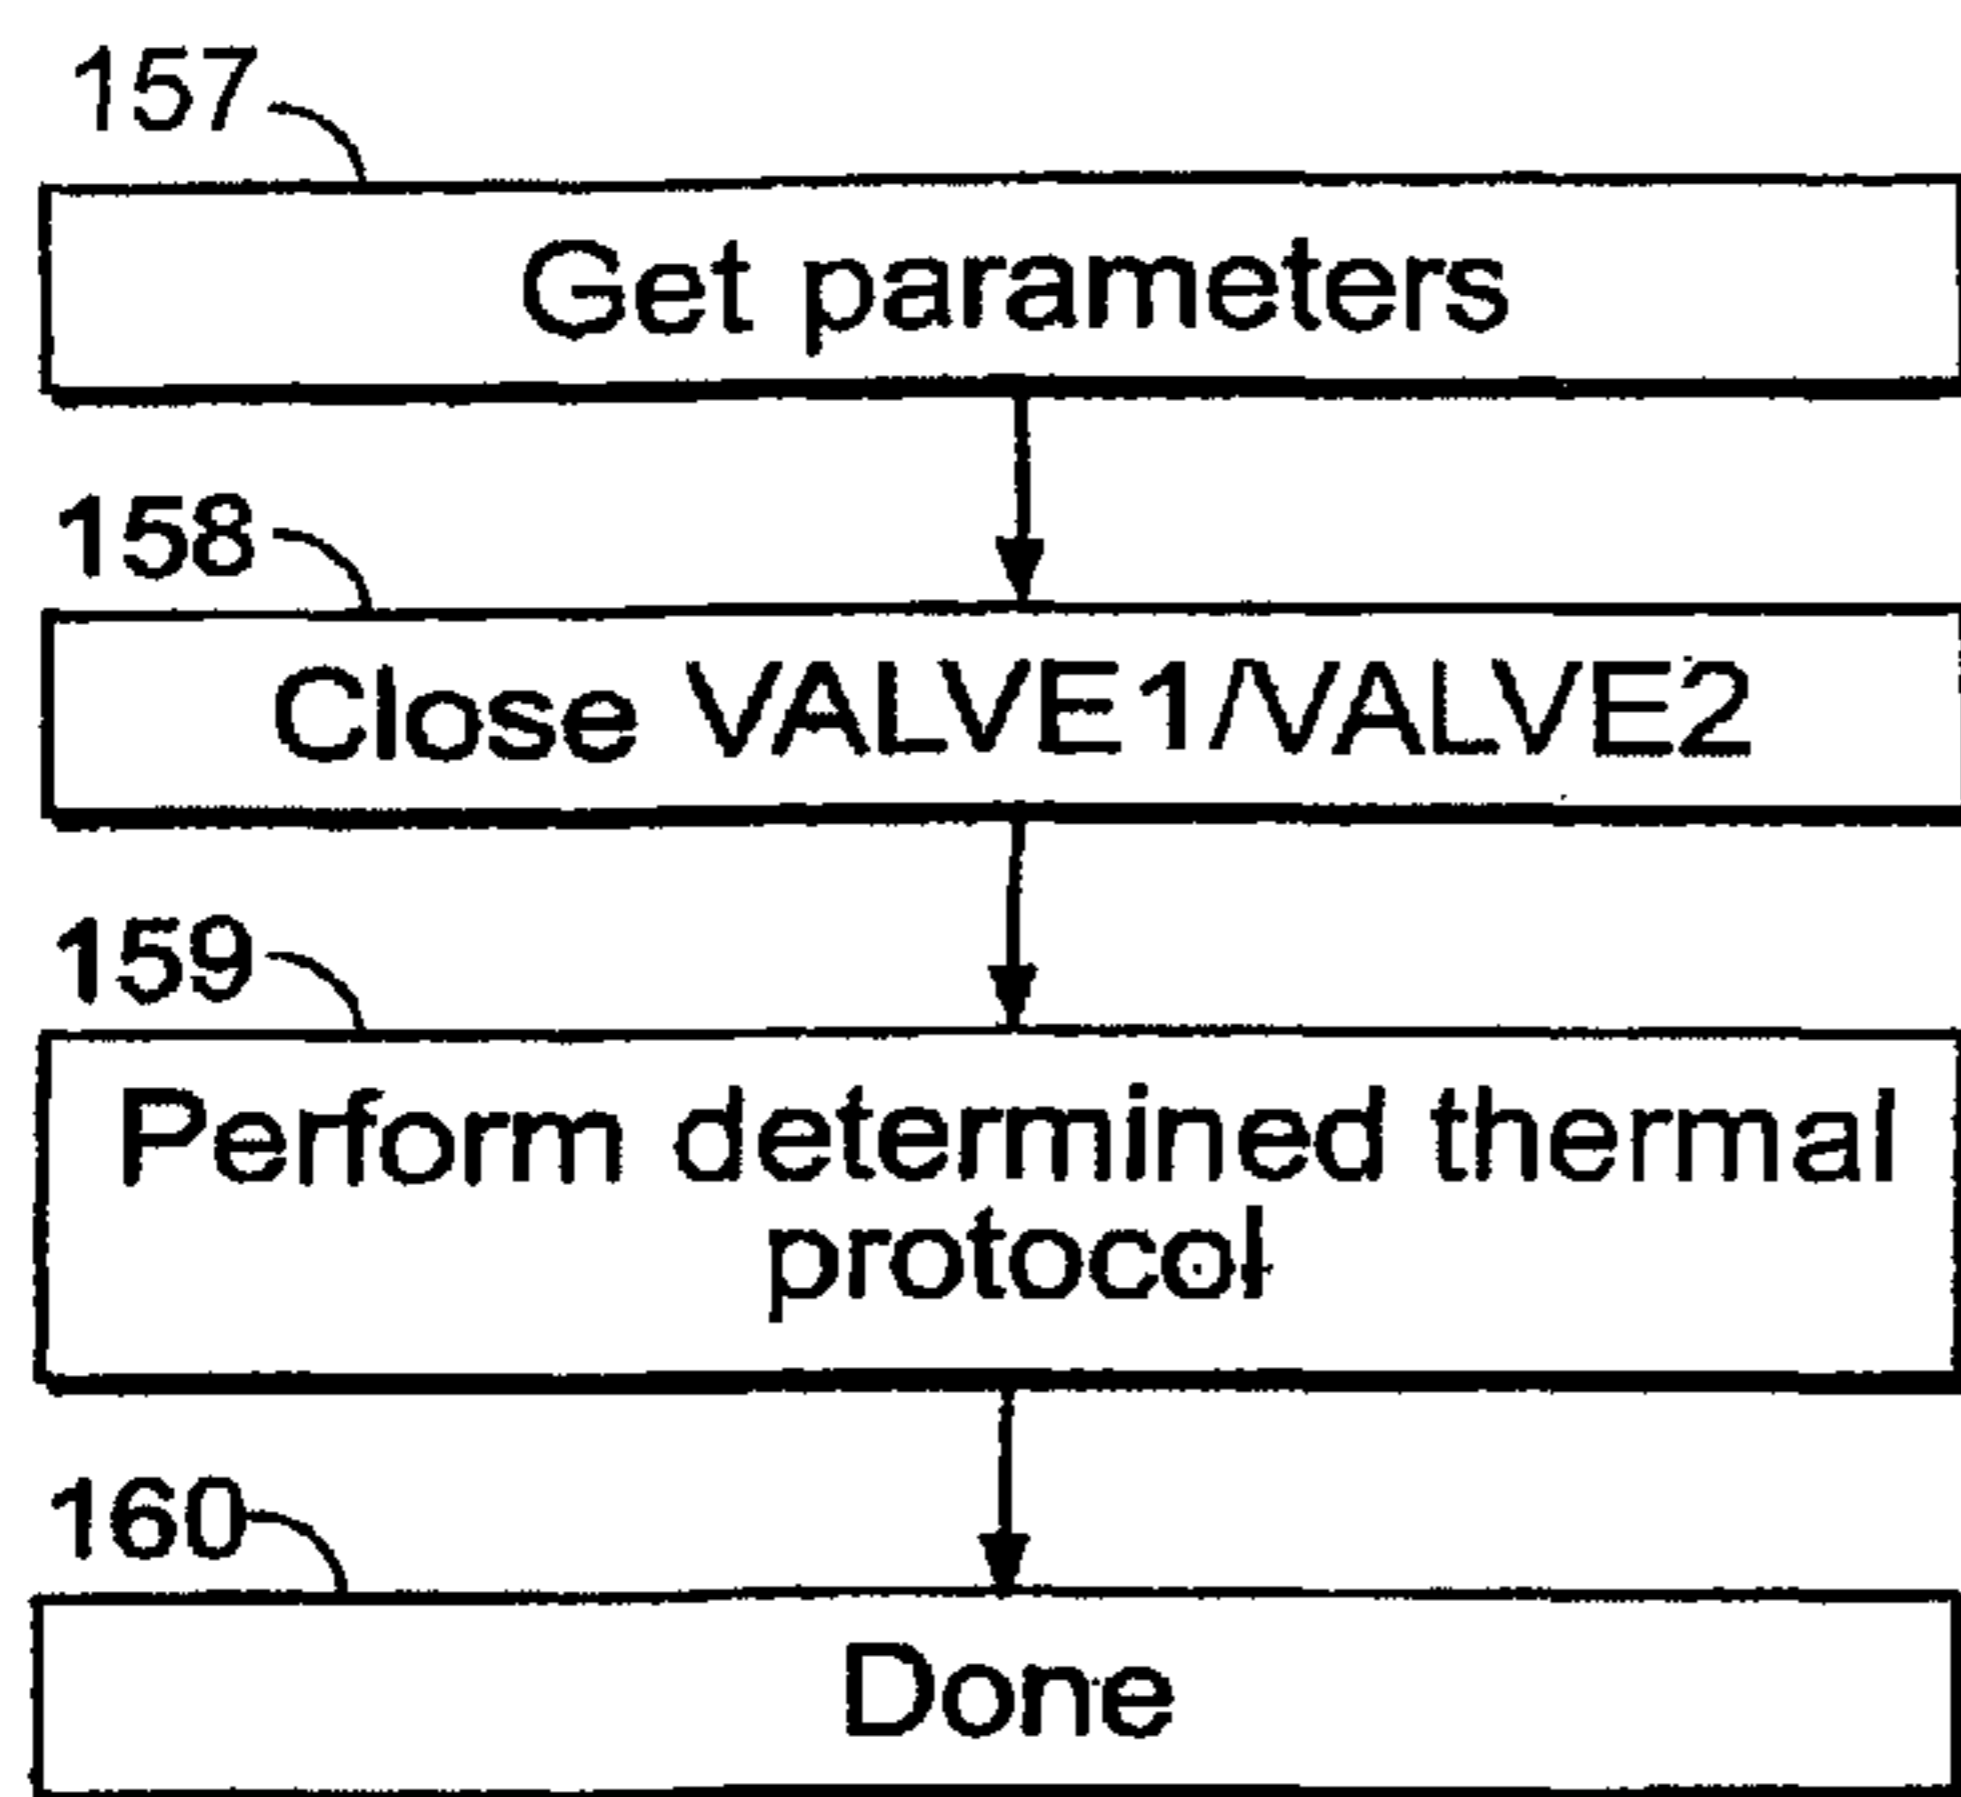 157
Get parameters
158
Close VALVE1/VALVE2
159
Perform determined thermal
protocol
160
Done